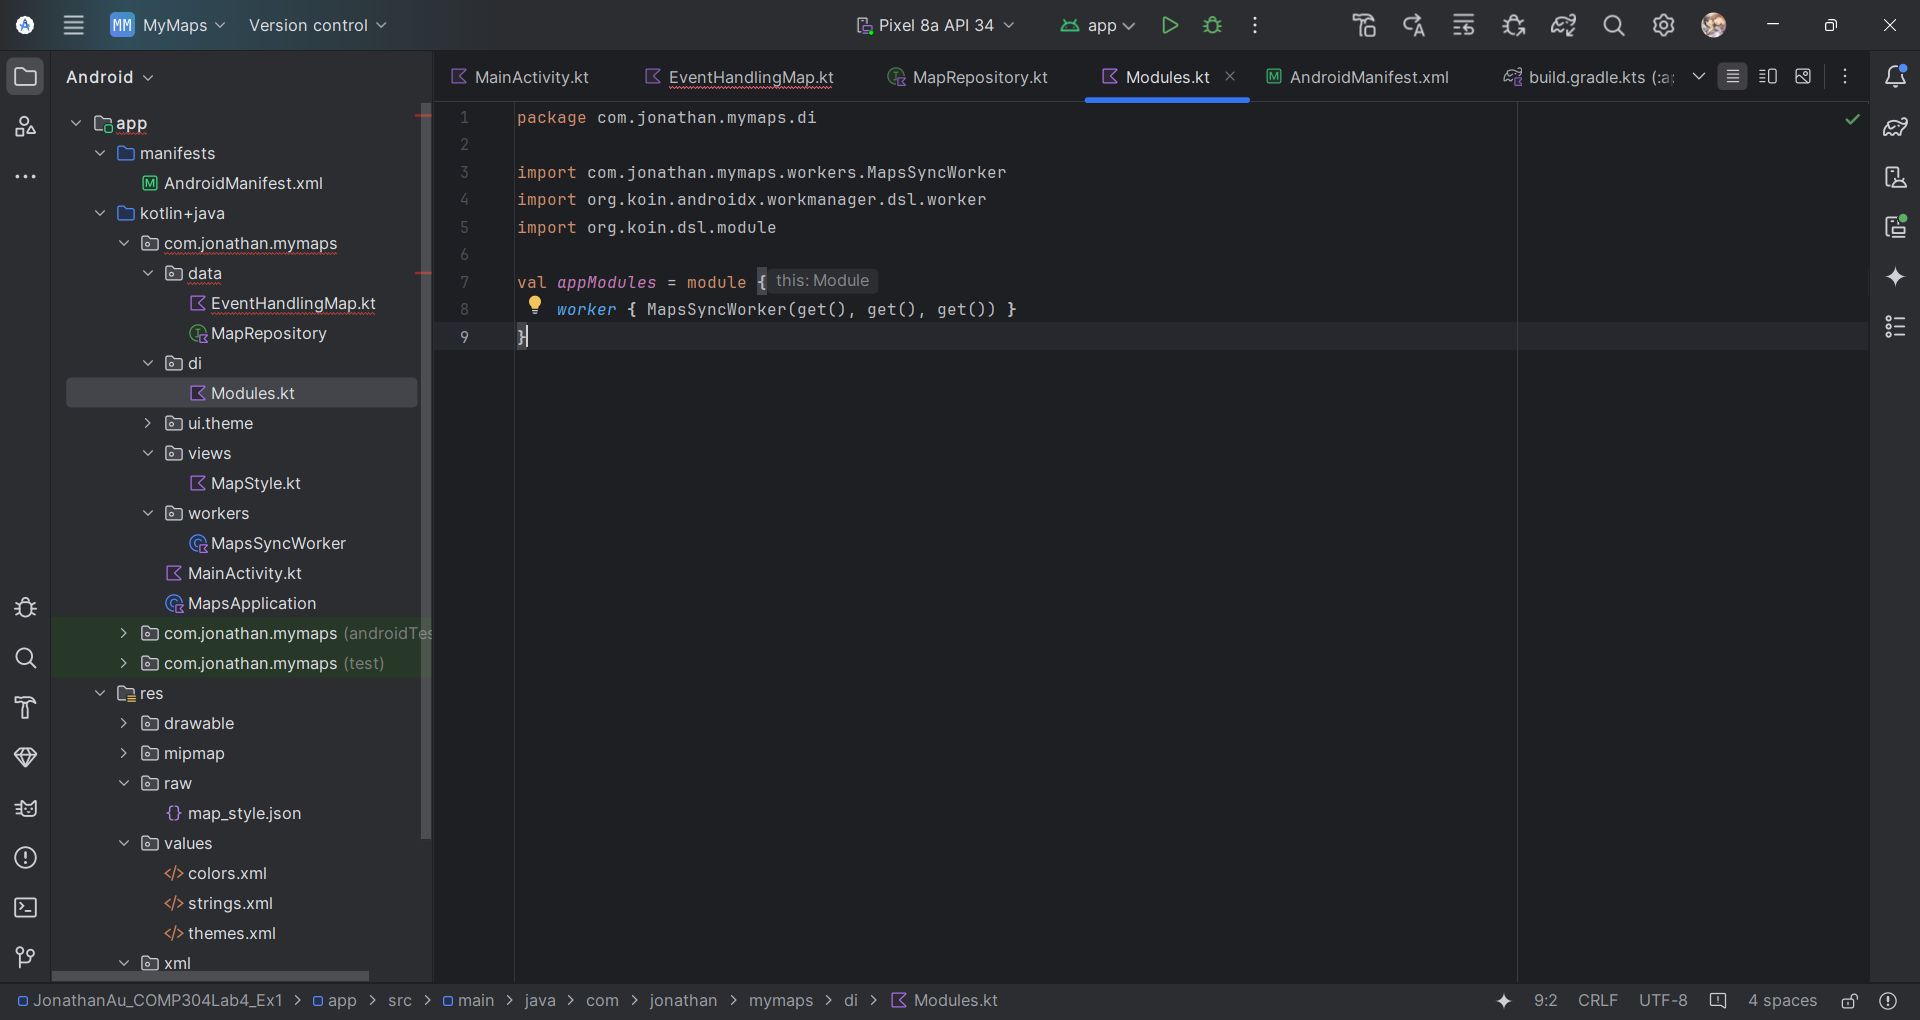 MM MyMaps Version control Pixel 8a API 34 app
Android
MainActivity.kt EventHandlingMap.kt MapRepository.kt Modules.kt AndroidManifest.xml build.gradle.kts (:ap
app
manifests
AndroidManifest.xml
kotlin+java
com.jonathan.mymaps
data
EventHandlingMap.kt
MapRepository
di
Modules.kt
ui.theme
views
MapStyle.kt
workers
MapsSyncWorker
MainActivity.kt
MapsApplication
com.jonathan.mymaps (androidTes
com.jonathan.mymaps (test)
res
drawable
mipmap
raw
map_style.json
values
colors.xml
strings.xml
themes.xml
xml
1 package com.jonathan.mymaps.di
2
3 import com.jonathan.mymaps.workers.MapsSyncWorker
4 import org.koin.androidx.workmanager.dsl.worker
5 import org.koin.dsl.module
6
7 val appModules = module { this: Module
8 worker { MapsSyncWorker(get(), get(), get()) }
9 }
JonathanAu_COMP304Lab4_Ex1 > app > src > main > java > com > jonathan > mymaps > di > Modules.kt 9:2 CRLF UTF-8 4 spaces